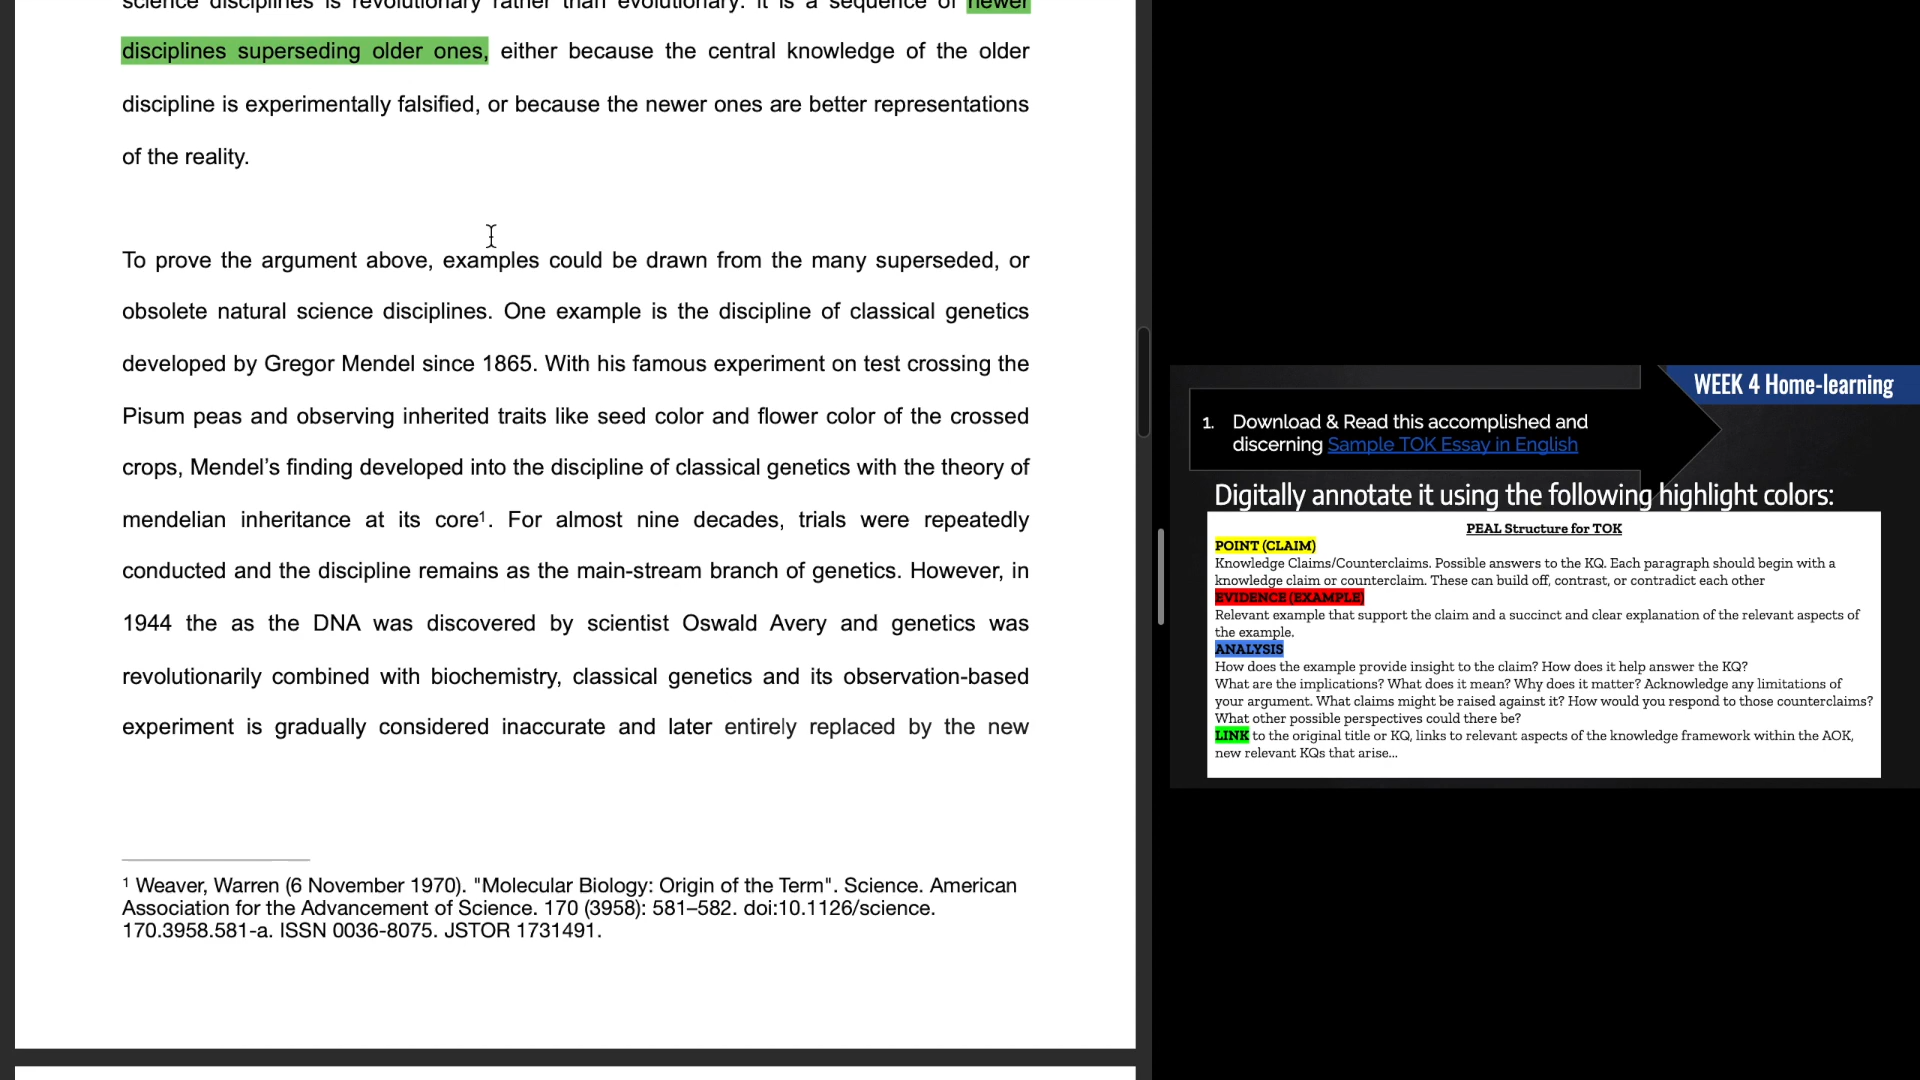 science disciplines is revolutionary rather than evolutionary: it is a sequence of newer
disciplines superseding older ones, either because the central knowledge of the older
discipline is experimentally falsified, or because the newer ones are better representations
of the reality.
To prove the argument above, examples could be drawn from the many superseded, or
obsolete natural science disciplines. One example is the discipline of classical genetics
developed by Gregor Mendel since 1865. With his famous experiment on test crossing the
Pisum peas and observing inherited traits like seed color and flower color of the crossed
crops, Mendel's finding developed into the discipline of classical genetics with the theory of
mendelian inheritance at its core¹. For almost nine decades, trials were repeatedly
conducted and the discipline remains as the main-stream branch of genetics. However, in
1944 the as the DNA was discovered by scientist Oswald Avery and genetics was
revolutionarily combined with biochemistry, classical genetics and its observation-based
experiment is gradually considered inaccurate and later entirely replaced by the new
¹ Weaver, Warren (6 November 1970). "Molecular Biology: Origin of the Term". Science. American
Association for the Advancement of Science. 170 (3958): 581–582. doi:10.1126/science.
170.3958.581-a. ISSN 0036-8075. JSTOR 1731491.
WEEK 4 Home-learning
1. Download & Read this accomplished and
discerning Sample TOK Essay in English
Digitally annotate it using the following highlight colors:
PEAL Structure for TOK
POINT (CLAIM)
Knowledge Claims/Counterclaims. Possible answers to the KQ. Each paragraph should begin with a
knowledge claim or counterclaim. These can build off, contrast, or contradict each other
EVIDENCE (EXAMPLE)
Relevant example that support the claim and a succinct and clear explanation of the relevant aspects of
the example.
ANALYSIS
How does the example provide insight to the claim? How does it help answer the KQ?
What are the implications? What does it mean? Why does it matter? Acknowledge any limitations of
your argument. What claims might be raised against it? How would you respond to those counterclaims?
What other possible perspectives could there be?
LINK to the original title or KQ, links to relevant aspects of the knowledge framework within the AOK,
new relevant KQs that arise...